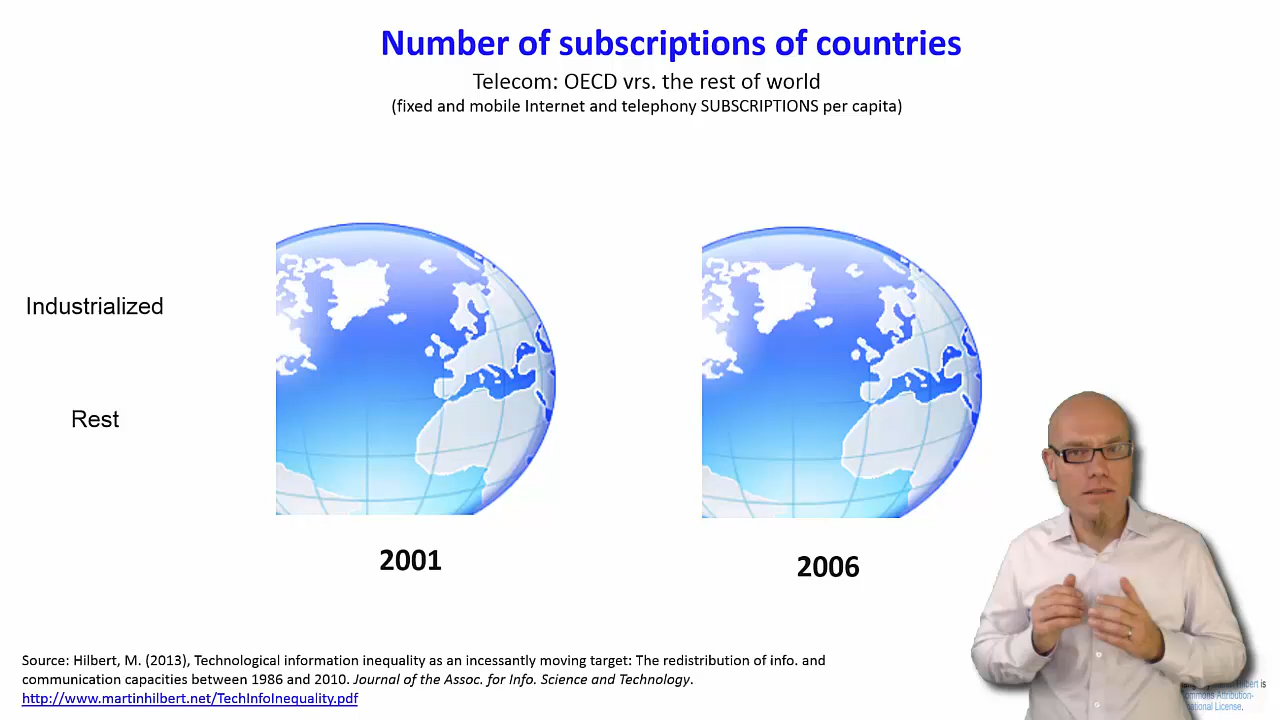 Number of subscriptions of countries
Telecom: OECD vrs. the rest of world
(fixed and mobile Internet and telephony SUBSCRIPTIONS per capita)
Industrialized
Rest
2001
2006
Source: Hilbert, M. (2013), Technological information inequality as an incessantly moving target: The redistribution of info. and
communication capacities between 1986 and 2010. Journal of the Assoc. for Info. Science and Technology.
http://www.martinhilbert.net/TechInfoInequality.pdf
is
Attribution-
License.